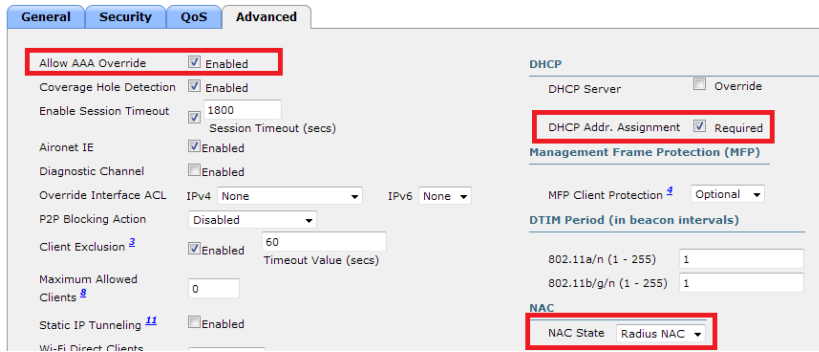 General Security QoS Advanced
Allow AAA Override Enabled
Coverage Hole Detection Enabled
Enable Session Timeout 1800
Session Timeout (secs)
Aironet IE Enabled
Diagnostic Channel Enabled
Override Interface ACL IPv4 None IPv6 None
P2P Blocking Action Disabled
Client Exclusion 3 Enabled 60
Timeout Value (secs)
Maximum Allowed
Clients 8 0
Static IP Tunneling 11 Enabled
Wi-Fi Direct Clients
DHCP
DHCP Server Override
DHCP Addr. Assignment Required
Management Frame Protection (MFP)
MFP Client Protection 4 Optional
DTIM Period (in beacon intervals)
802.11a/n (1 - 255) 1
802.11b/g/n (1 - 255) 1
NAC
NAC State Radius NAC